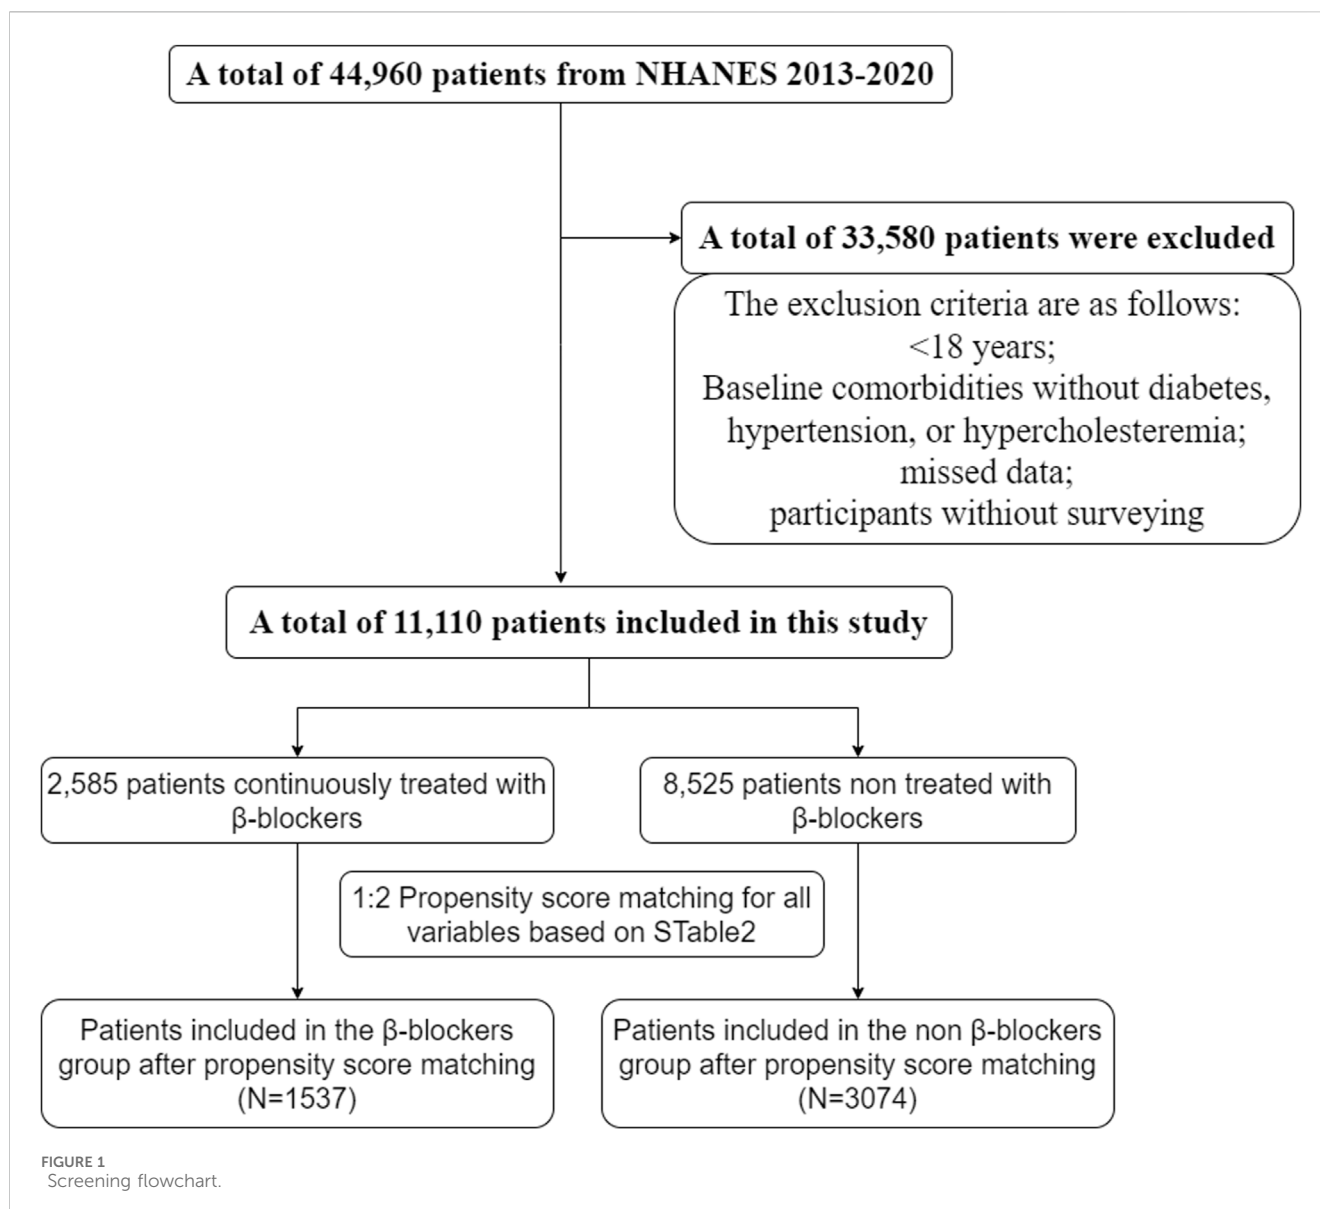 A total of 44,960 patients from NHANES 2013-2020
A total of 33,580 patients were excluded
The exclusion criteria are as follows:
<18 years;
Baseline comorbidities without diabetes,
hypertension, or hypercholesteremia;
missed data;
participants withiout surveying
A total of 11,110 patients included in this study
2,585 patients continuously treated with
β-blockers
8,525 patients non treated with
β-blockers
1:2 Propensity score matching for all
variables based on STable2
Patients included in the β-blockers
group after propensity score matching
(N=1537)
Patients included in the non β-blockers
group after propensity score matching
(N=3074)
FIGURE 1
Screening flowchart.